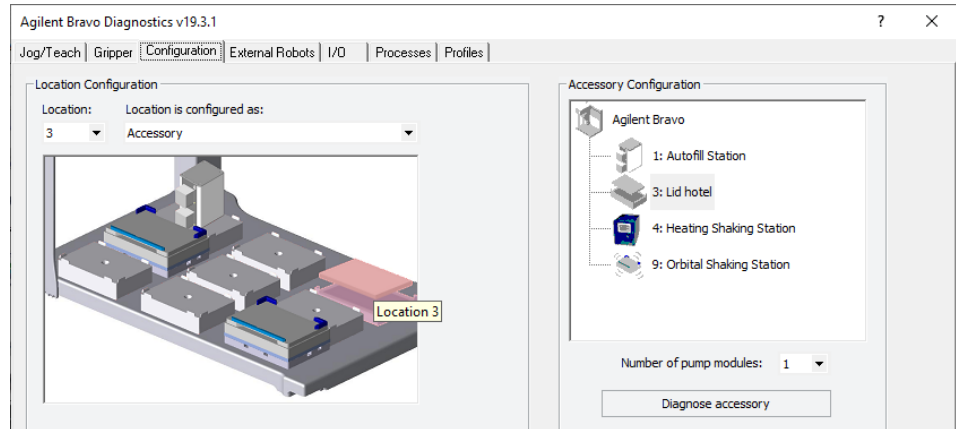 Agilent Bravo Diagnostics v19.3.1 ? ×
Jog/Teach Gripper Configuration External Robots I/O Processes Profiles
Location Configuration
Location: Location is configured as:
3 Accessory
Location 3
Accessory Configuration
Agilent Bravo
1: Autofill Station
3: Lid hotel
4: Heating Shaking Station
9: Orbital Shaking Station
Number of pump modules: 1
Diagnose accessory